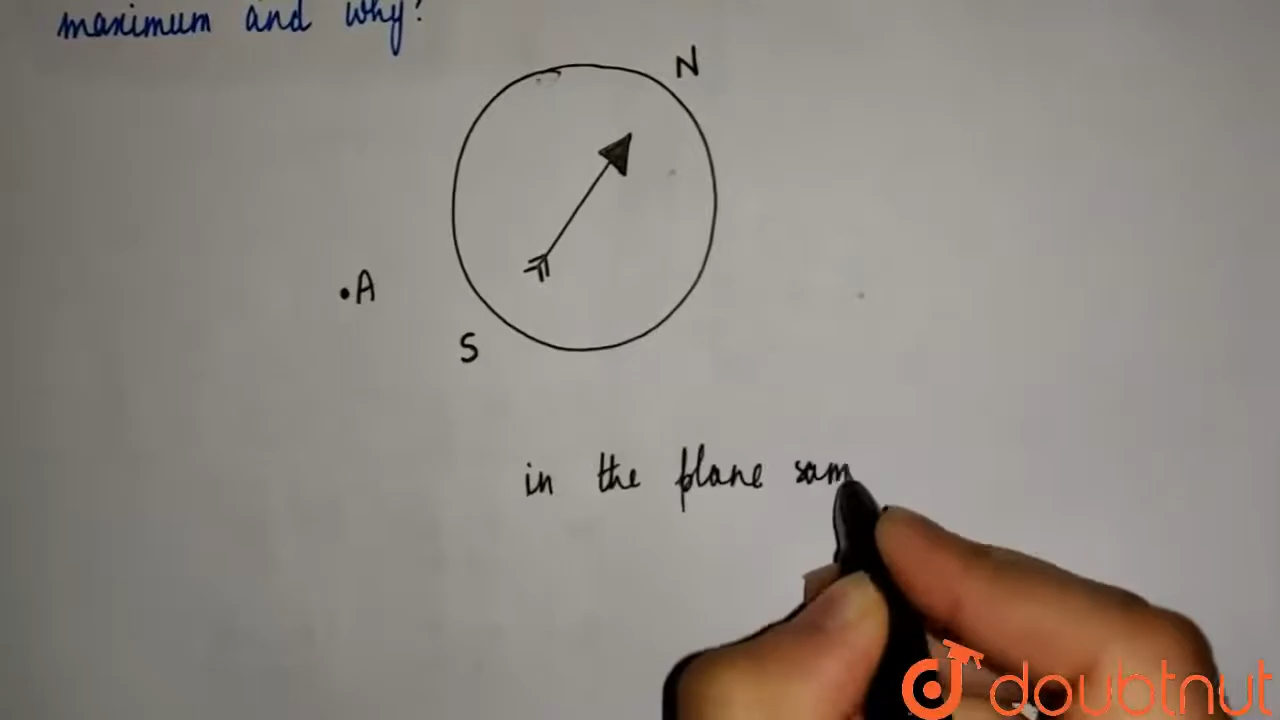 maximum and why?
N
.A
S
in the plane sam
doubtnut